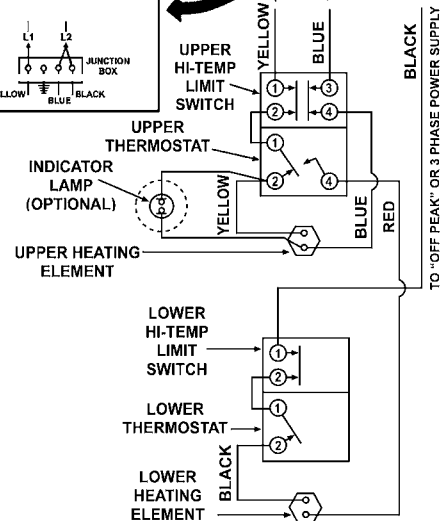 L1 L2
JUNCTION
BOX
LLOW BLUE BLACK
YELLOW
BLUE
BLACK
TO "OFF PEAK" OR 3 PHASE POWER SUPPLY
UPPER
HI-TEMP
LIMIT
SWITCH
1 3
2 4
UPPER
THERMOSTAT
1
2 4
INDICATOR
LAMP
(OPTIONAL)
YELLOW
BLUE
RED
UPPER HEATING
ELEMENT
LOWER
HI-TEMP
LIMIT
SWITCH
1
2
LOWER
THERMOSTAT
1
2
BLACK
LOWER
HEATING
ELEMENT